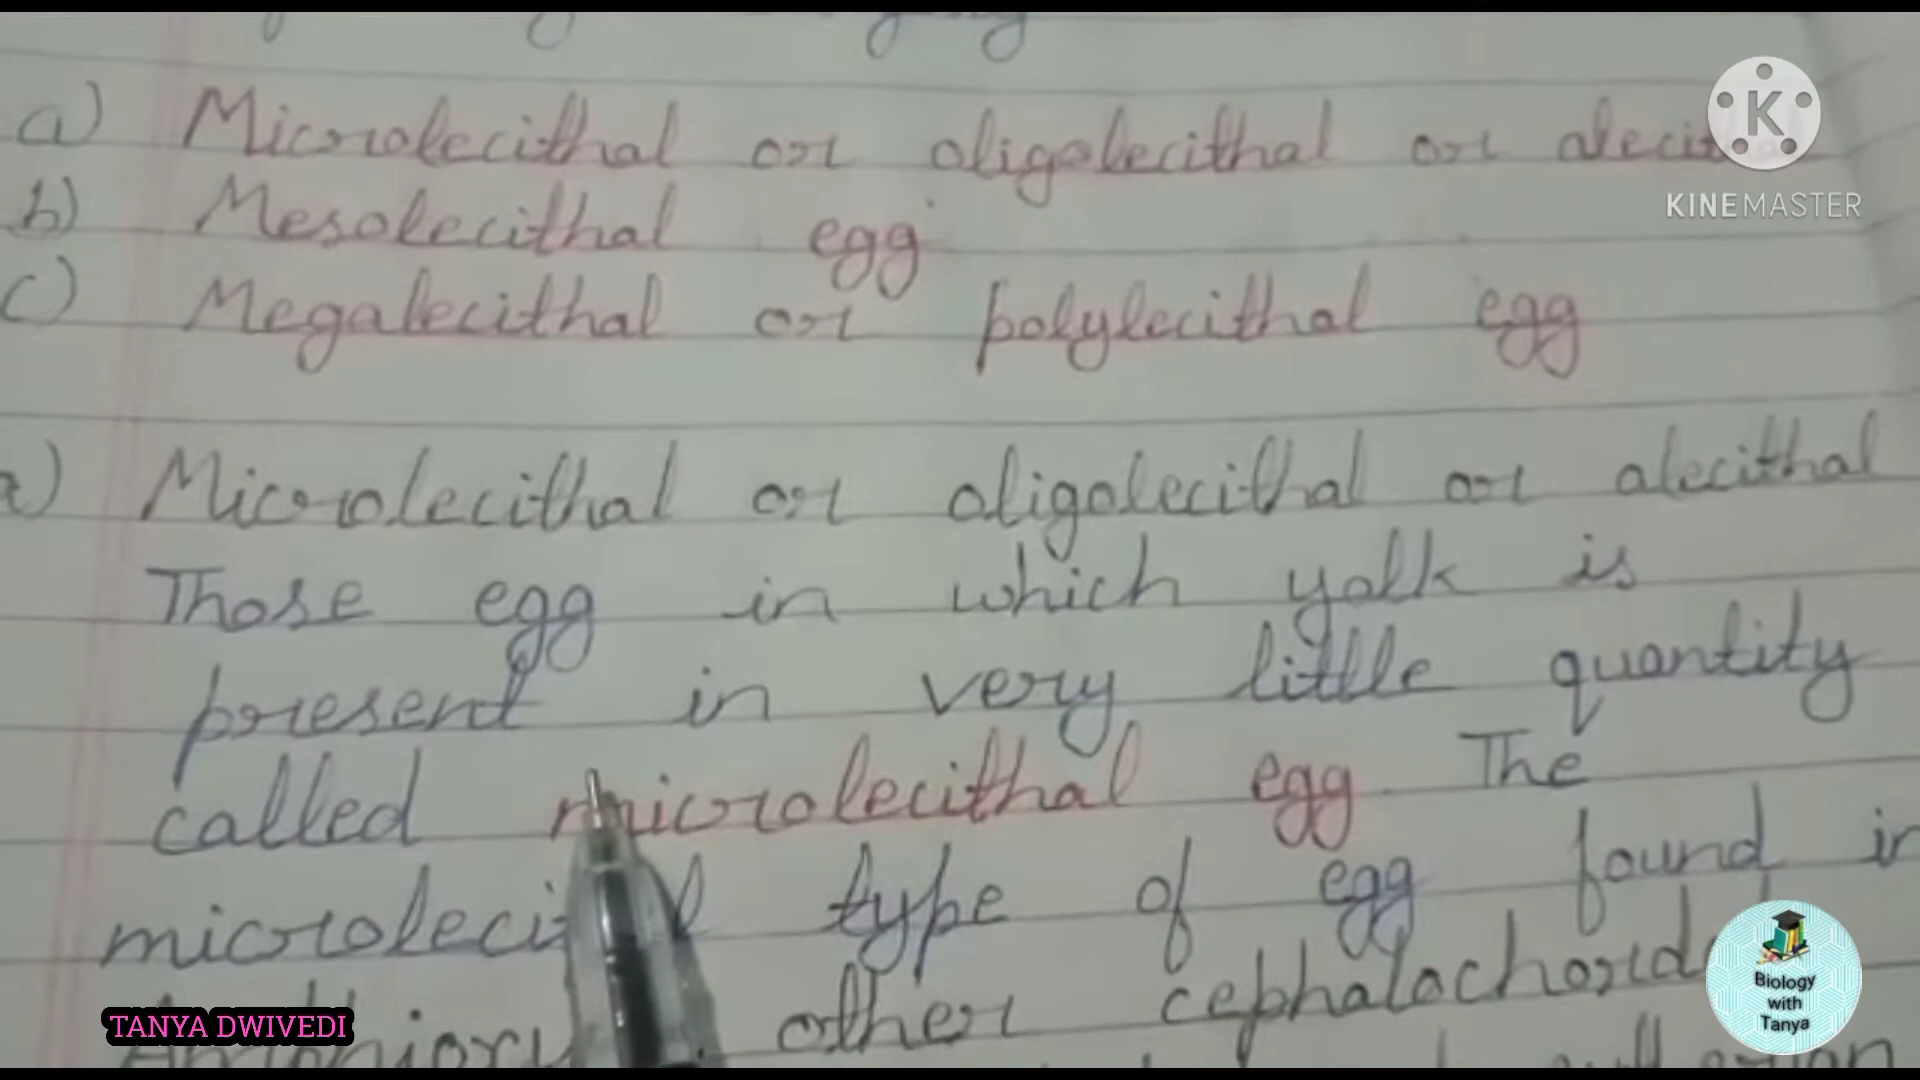 a) Microlecithal or oligolecithal or
b) Mesolecithal egg
c) Megalecithal or polylecithal egg
Microlecithal or oligolecithal or alecithal
Those egg in which yolk is
present in very little quantity
called microlecithal egg. The
type of egg found in
other
K
KINEMASTER
TANYA DWIVEDI
Biology
with
Tanya